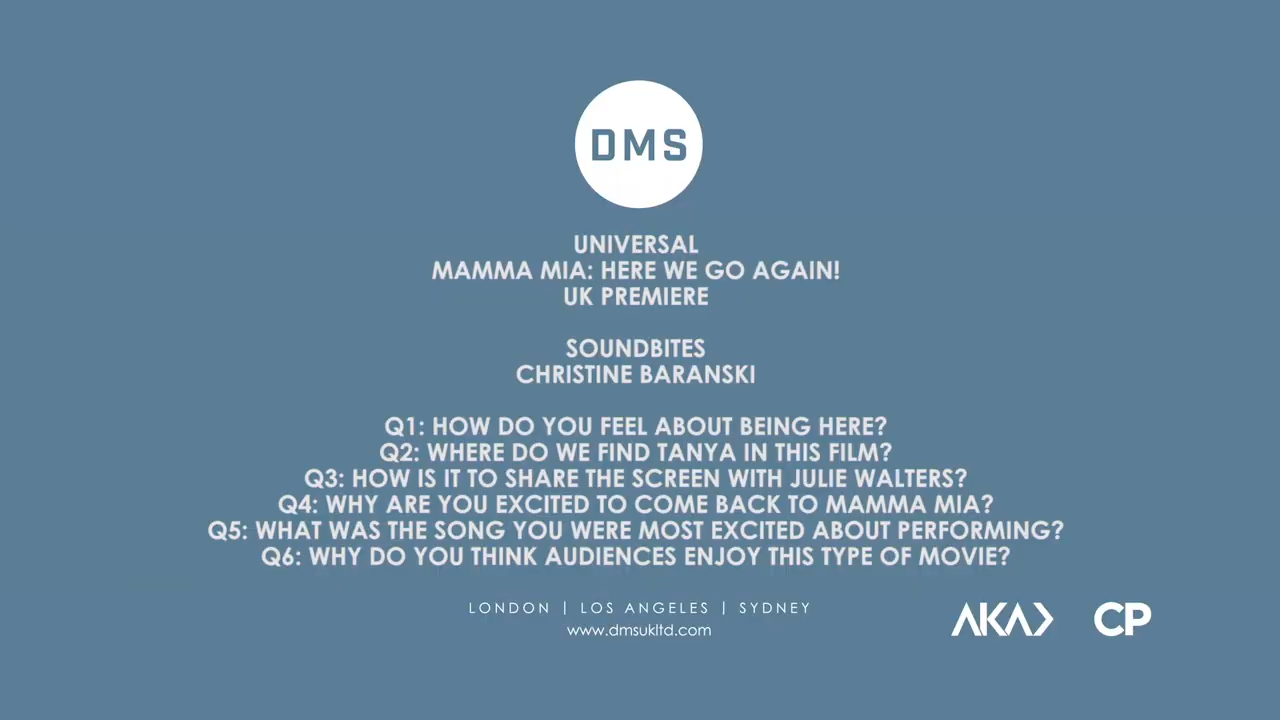 DMS
UNIVERSAL
MAMMA MIA: HERE WE GO AGAIN!
UK PREMIERE
SOUNDBITES
CHRISTINE BARANSKI
Q1: HOW DO YOU FEEL ABOUT BEING HERE?
Q2: WHERE DO WE FIND TANYA IN THIS FILM?
Q3: HOW IS IT TO SHARE THE SCREEN WITH JULIE WALTERS?
Q4: WHY ARE YOU EXCITED TO COME BACK TO MAMMA MIA?
Q5: WHAT WAS THE SONG YOU WERE MOST EXCITED ABOUT PERFORMING?
Q6: WHY DO YOU THINK AUDIENCES ENJOY THIS TYPE OF MOVIE?
LONDON | LOS ANGELES | SYDNEY
www.dmsukltd.com
AKA CP